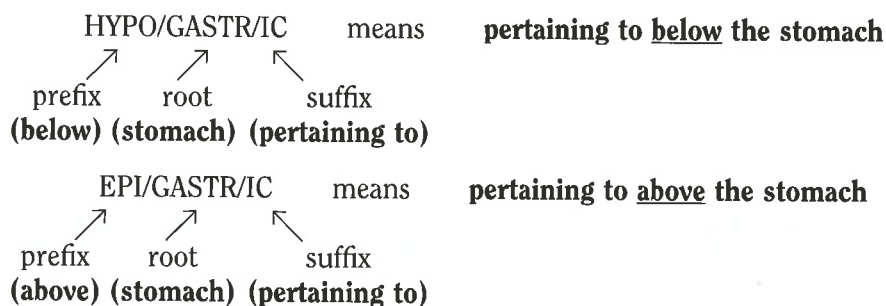 HYPO/GASTR/IC means pertaining to below the stomach
prefix root suffix
(below) (stomach) (pertaining to)
EPI/GASTR/IC means pertaining to above the stomach
prefix root suffix
(above) (stomach) (pertaining to)